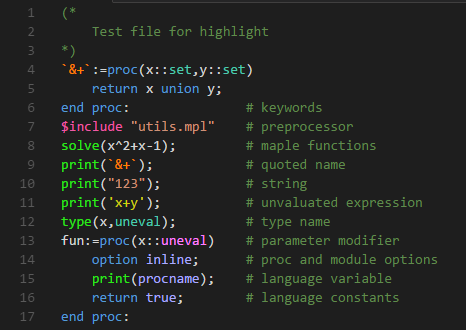 1 (*
2     Test file for highlight
3 *)
4 `&+`:=proc(x::set,y::set)
5     return x union y;
6 end proc:               # keywords
7 $include "utils.mpl"    # preprocessor
8 solve(x^2+x-1);         # maple functions
9 print(`&+`);            # quoted name
10 print("123");           # string
11 print('x+y');           # unvaluated expression
12 type(x,uneval);         # type name
13 fun:=proc(x::uneval)    # parameter modifier
14     option inline;      # proc and module options
15     print(procname);    # language variable
16     return true;        # language constants
17 end proc: